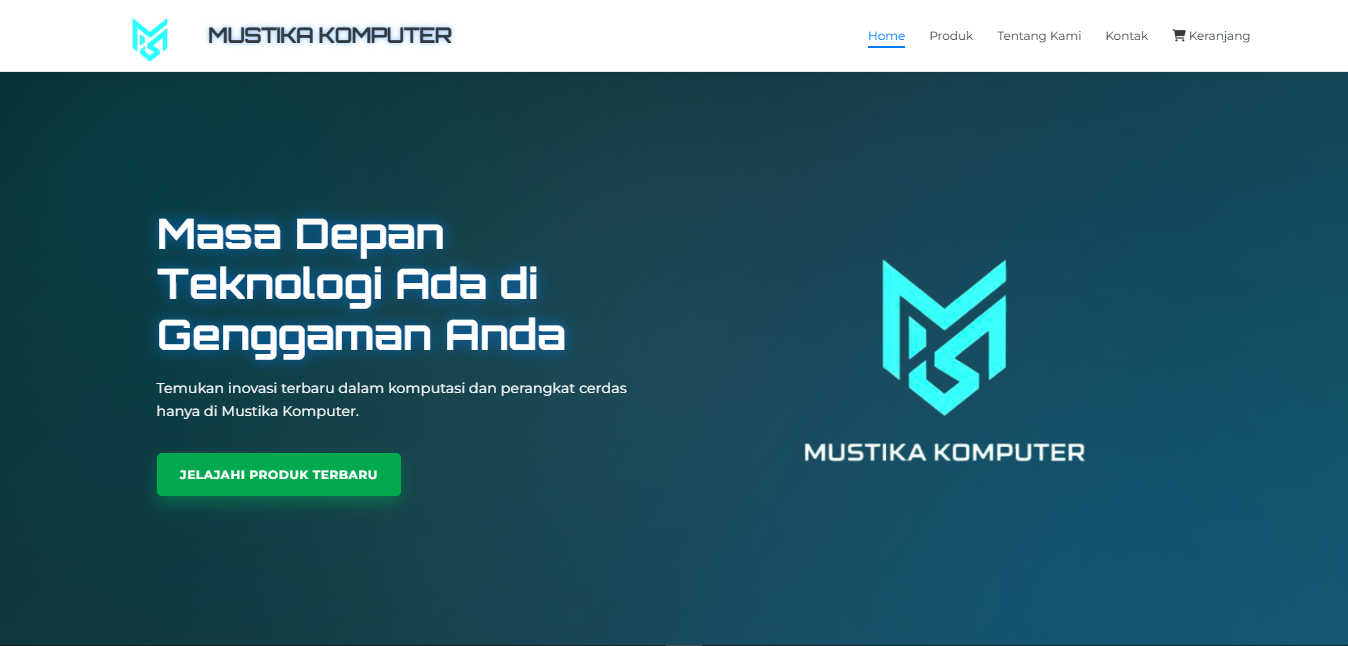 MUSTIKA KOMPUTER
Home
Produk
Tentang Kami
Kontak
Keranjang
Masa Depan
Teknologi Ada di
Genggaman Anda
Temukan inovasi terbaru dalam komputasi dan perangkat cerdas
hanya di Mustika Komputer.
JELAJAHI PRODUK TERBARU
MUSTIKA KOMPUTER